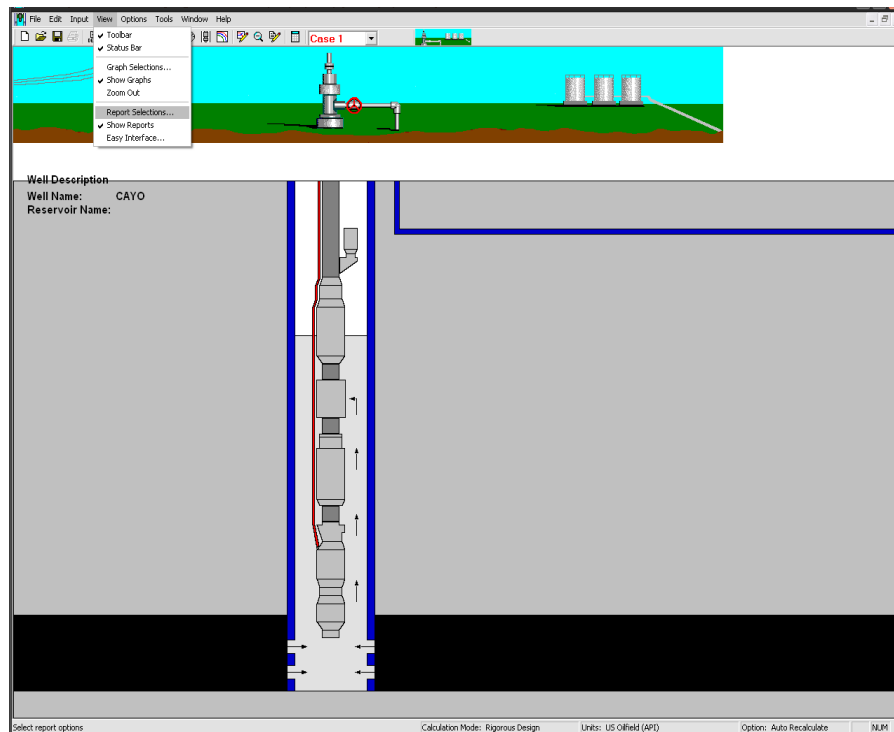 File Edit Input View Options Tools Window Help
Case 1
Toolbar
Status Bar
Graph Selections...
Show Graphs
Zoom Out
Report Selections...
Show Reports
Easy Interface...
Well Description
Well Name: CAYO
Reservoir Name:
Select report options Calculation Mode: Rigorous Design Units: US Oilfield (API) Option: Auto Recalculate NUM